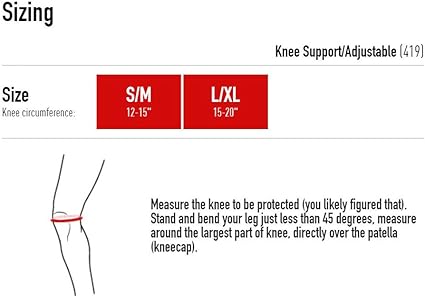 Sizing
Knee Support/Adjustable (419)
Size
Knee circumference:
S/M
12-15"
L/XL
15-20"
Measure the knee to be protected (you likely figured that).
Stand and bend your leg just less than 45 degrees, measure
around the largest part of knee, directly over the patella
(kneecap).